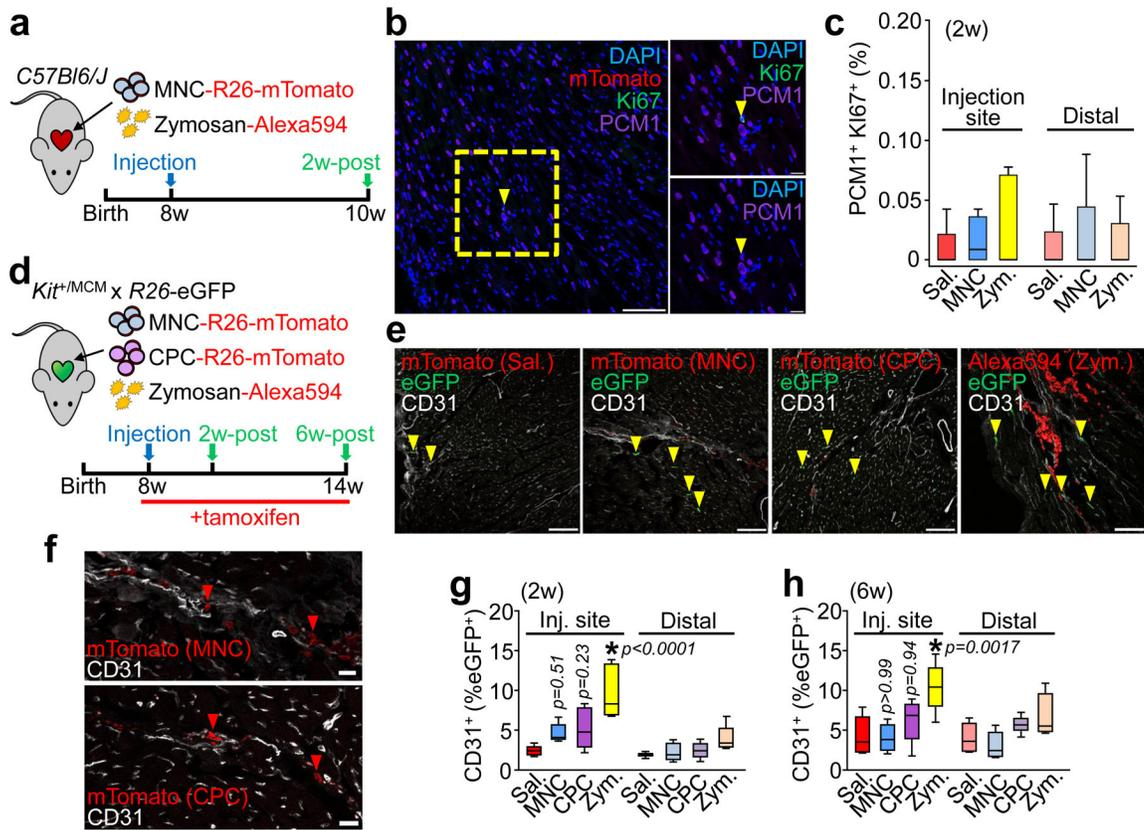 a
C57Bl6/J
MNC-R26-mTomato
Zymosan-Alexa594
Injection
2w-post
Birth
8w
10w
b
DAPI
mTomato
Ki67
PCM1
DAPI
Ki67
PCM1
DAPI
PCM1
c
(2w)
PCM1+ KI67+ (%)
0.20
0.15
0.10
0.05
0
Injection
site
Distal
Sal.
MNC
Zym.
Sal.
MNC
Zym.
d
Kit+/MCM x R26-eGFP
MNC-R26-mTomato
CPC-R26-mTomato
Zymosan-Alexa594
Injection
2w-post
6w-post
Birth
8w
14w
+tamoxifen
e
mTomato (Sal.)
eGFP
CD31
mTomato (MNC)
eGFP
CD31
mTomato (CPC)
eGFP
CD31
Alexa594 (Zym.)
eGFP
CD31
f
mTomato (MNC)
CD31
mTomato (CPC)
CD31
g
(2w)
CD31+ (%eGFP+)
20
15
10
5
0
Inj. site
Distal
p=0.51
p=0.23
*
p<0.0001
Sal.
MNC
CPC
Zym.
Sal.
MNC
CPC
Zym.
h
(6w)
CD31+ (%eGFP+)
20
15
10
5
0
Inj. site
Distal
p>0.99
p=0.94
*
p=0.0017
Sal.
MNC
CPC
Zym.
Sal.
MNC
CPC
Zym.